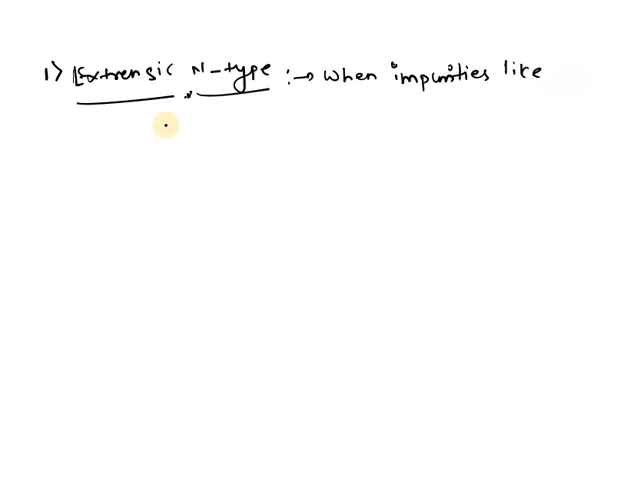 1) Extrensic N-type :→ when impurities like